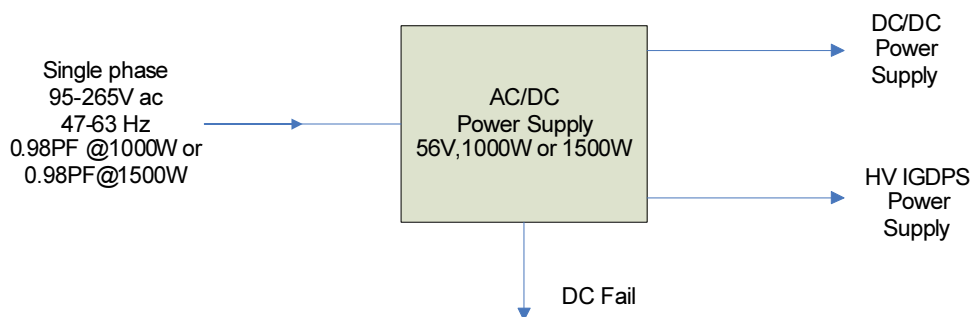 Single phase
95-265V ac
47-63 Hz
0.98PF @1000W or
0.98PF@1500W
AC/DC
Power Supply
56V,1000W or 1500W
DC/DC
Power
Supply
HV IGDPS
Power
Supply
DC Fail